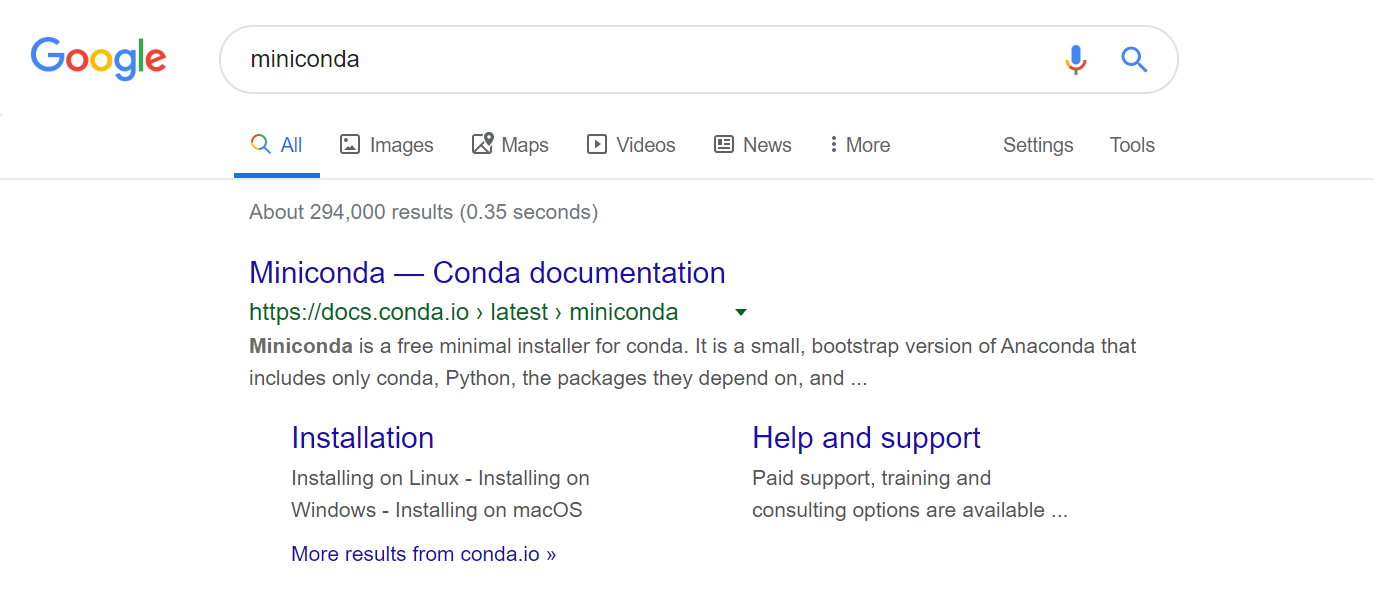 Google miniconda
All Images Maps Videos News More Settings Tools
About 294,000 results (0.35 seconds)
Miniconda — Conda documentation
https://docs.conda.io › latest › miniconda
Miniconda is a free minimal installer for conda. It is a small, bootstrap version of Anaconda that
includes only conda, Python, the packages they depend on, and ...
Installation
Installing on Linux - Installing on
Windows - Installing on macOS
Help and support
Paid support, training and
consulting options are available ...
More results from conda.io »